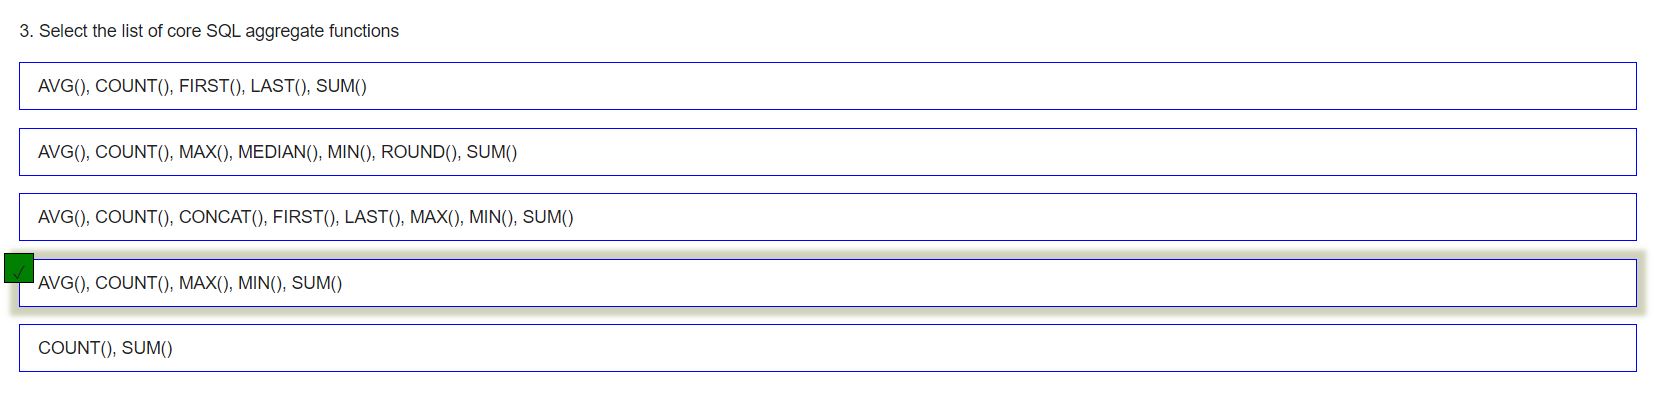 3. Select the list of core SQL aggregate functions
AVG(), COUNT(), FIRST(), LAST(), SUM()
AVG(), COUNT(), MAX(), MEDIAN(), MIN(), ROUND(), SUM()
AVG(), COUNT(), CONCAT(), FIRST(), LAST(), MAX(), MIN(), SUM()
AVG(), COUNT(), MAX(), MIN(), SUM()
COUNT(), SUM()